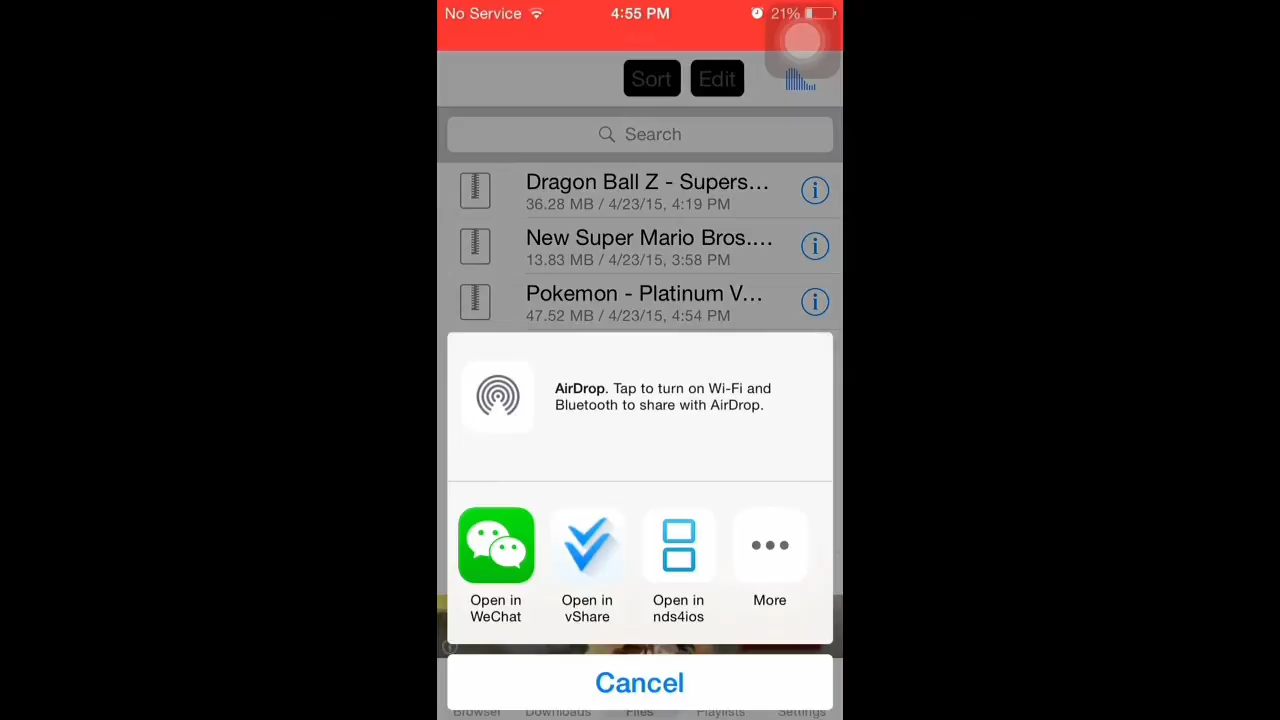 No Service 4:55 PM 21%
Sort Edit
Search
Dragon Ball Z - Supers...
36.28 MB / 4/23/15, 4:19 PM
New Super Mario Bros....
13.83 MB / 4/23/15, 3:58 PM
Pokemon - Platinum V...
47.52 MB / 4/23/15, 4:54 PM
AirDrop. Tap to turn on Wi-Fi and
Bluetooth to share with AirDrop.
Open in
WeChat
Open in
vShare
Open in
nds4ios
More
Cancel
Browser Downloads Files Playlists Settings